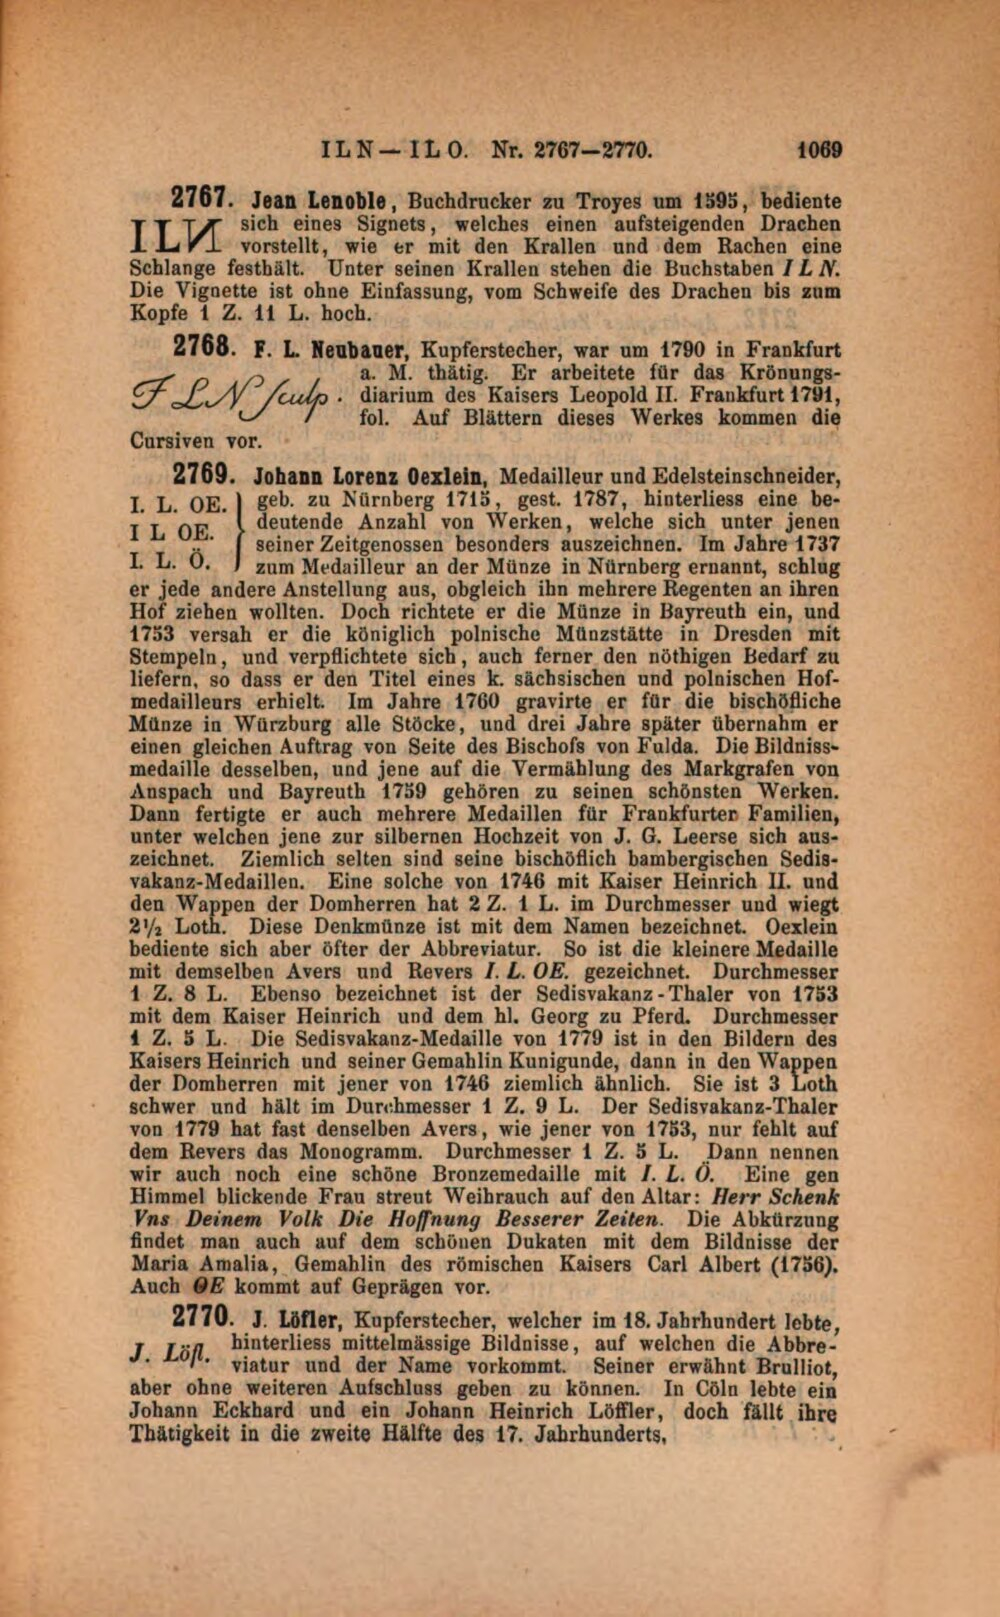 ILN—ILO. Nr. 2767—2770. 1069
2767. Jean Lenoble, Buchdrucker zu Troyes um 1595, bediente
ILN sich eines Signets, welches einen aufsteigenden Drachen
vorstellt, wie er mit den Krallen und dem Rachen eine
Schlange festhält. Unter seinen Krallen stehen die Buchstaben I L N.
Die Vignette ist ohne Einfassung, vom Schweife des Drachen bis zum
Kopfe 1 Z. 11 L. hoch.
2768. F. L. Neubauer, Kupferstecher, war um 1790 in Frankfurt
a. M. thätig. Er arbeitete für das Krönungs-
F L N Sculp. diarium des Kaisers Leopold II. Frankfurt 1791,
fol. Auf Blättern dieses Werkes kommen die
Cursiven vor.
2769. Johann Lorenz Oexlein, Medailleur und Edelsteinschneider,
I. L. OE. geb. zu Nürnberg 1715, gest. 1787, hinterliess eine be-
I L OE. deutende Anzahl von Werken, welche sich unter jenen
seiner Zeitgenossen besonders auszeichnen. Im Jahre 1737
I. L. Ö. zum Medailleur an der Münze in Nürnberg ernannt, schlug
er jede andere Anstellung aus, obgleich ihn mehrere Regenten an ihren
Hof ziehen wollten. Doch richtete er die Münze in Bayreuth ein, und
1753 versah er die königlich polnische Münzstätte in Dresden mit
Stempeln, und verpflichtete sich, auch ferner den nöthigen Bedarf zu
liefern, so dass er den Titel eines k. sächsischen und polnischen Hof-
medailleurs erhielt. Im Jahre 1760 gravirte er für die bischöfliche
Münze in Würzburg alle Stöcke, und drei Jahre später übernahm er
einen gleichen Auftrag von Seite des Bischofs von Fulda. Die Bildniss-
medaille desselben, und jene auf die Vermählung des Markgrafen von
Anspach und Bayreuth 1759 gehören zu seinen schönsten Werken.
Dann fertigte er auch mehrere Medaillen für Frankfurter Familien,
unter welchen jene zur silbernen Hochzeit von J. G. Leerse sich aus-
zeichnet. Ziemlich selten sind seine bischöflich bambergischen Sedis-
vakanz-Medaillen. Eine solche von 1746 mit Kaiser Heinrich II. und
den Wappen der Domherren hat 2 Z. 1 L. im Durchmesser und wiegt
2½ Loth. Diese Denkmünze ist mit dem Namen bezeichnet. Oexlein
bediente sich aber öfter der Abbreviatur. So ist die kleinere Medaille
mit demselben Avers und Revers I. L. OE. gezeichnet. Durchmesser
1 Z. 8 L. Ebenso bezeichnet ist der Sedisvakanz-Thaler von 1753
mit dem Kaiser Heinrich und dem hl. Georg zu Pferd. Durchmesser
1 Z. 5 L. Die Sedisvakanz-Medaille von 1779 ist in den Bildern des
Kaisers Heinrich und seiner Gemahlin Kunigunde, dann in den Wappen
der Domherren mit jener von 1746 ziemlich ähnlich. Sie ist 3 Loth
schwer und hält im Durchmesser 1 Z. 9 L. Der Sedisvakanz-Thaler
von 1779 hat fast denselben Avers, wie jener von 1753, nur fehlt auf
dem Revers das Monogramm. Durchmesser 1 Z. 5 L. Dann nennen
wir auch noch eine schöne Bronzemedaille mit I. L. Ö. Eine gen
Himmel blickende Frau streut Weihrauch auf den Altar: Herr Schenk
Vns Deinem Volk Die Hoffnung Besserer Zeiten. Die Abkürzung
findet man auch auf dem schönen Dukaten mit dem Bildnisse der
Maria Amalia, Gemahlin des römischen Kaisers Carl Albert (1756).
Auch OE kommt auf Geprägen vor.
2770. J. Löfler, Kupferstecher, welcher im 18. Jahrhundert lebte,
J. Löfl. hinterliess mittelmässige Bildnisse, auf welchen die Abbre-
viatur und der Name vorkommt. Seiner erwähnt Brulliot,
aber ohne weiteren Aufschluss geben zu können. In Cöln lebte ein
Johann Eckhard und ein Johann Heinrich Löffler, doch fällt ihre
Thätigkeit in die zweite Hälfte des 17. Jahrhunderts.